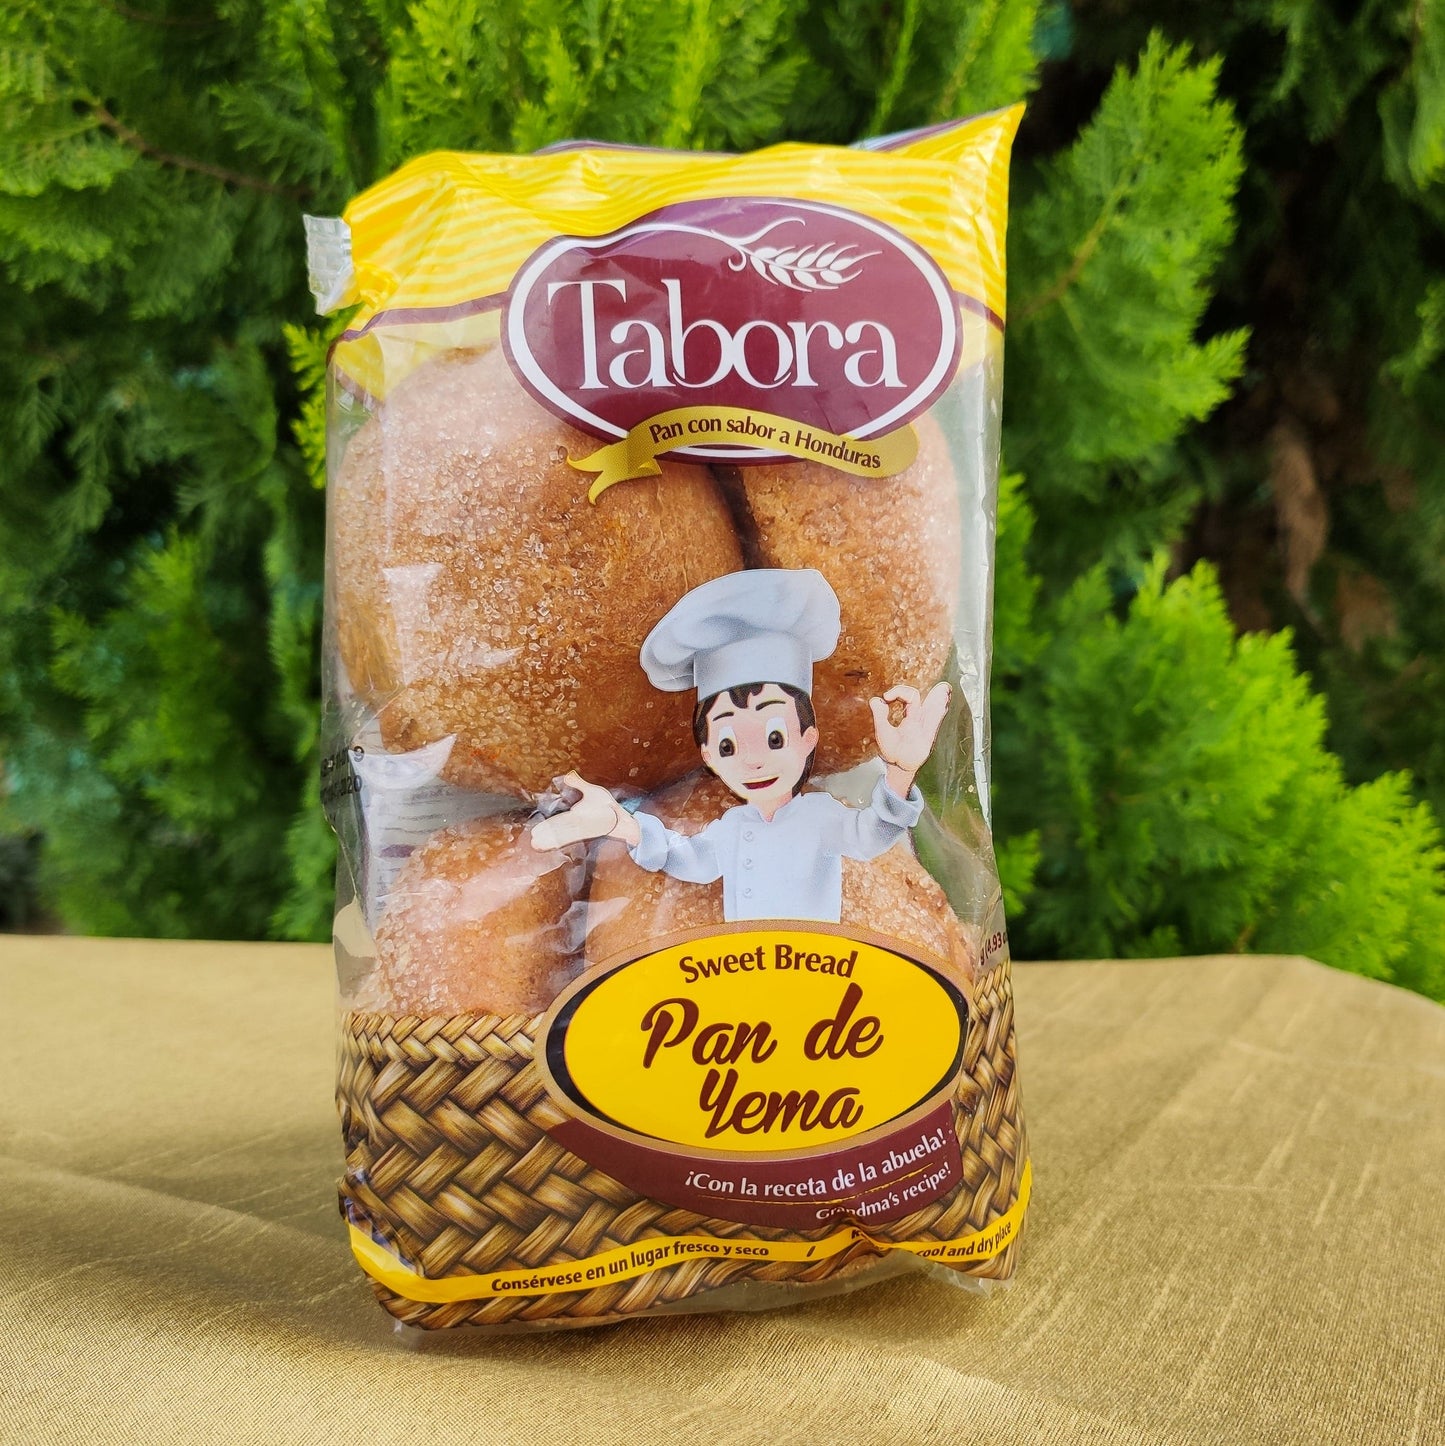 Tabora
Pan con sabor a Honduras
Sweet Bread
Pan de
Yema
¡Con la receta de la abuela!
Grandma's recipe!
Consérvese en un lugar fresco y seco / cool and dry place